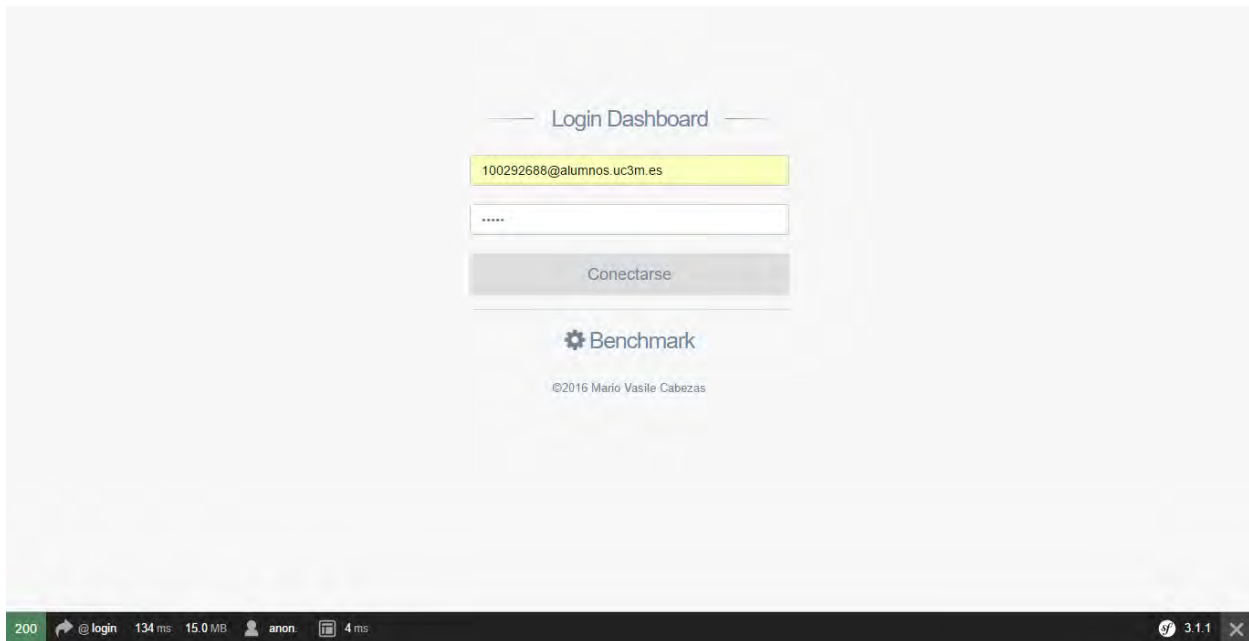 Login Dashboard
100292688@alumnos.uc3m.es
•••••
Conectarse
Benchmark
©2016 Mario Vasile Cabezas
200 @ login 134 ms 15.0 MB anon. 4 ms sf 3.1.1